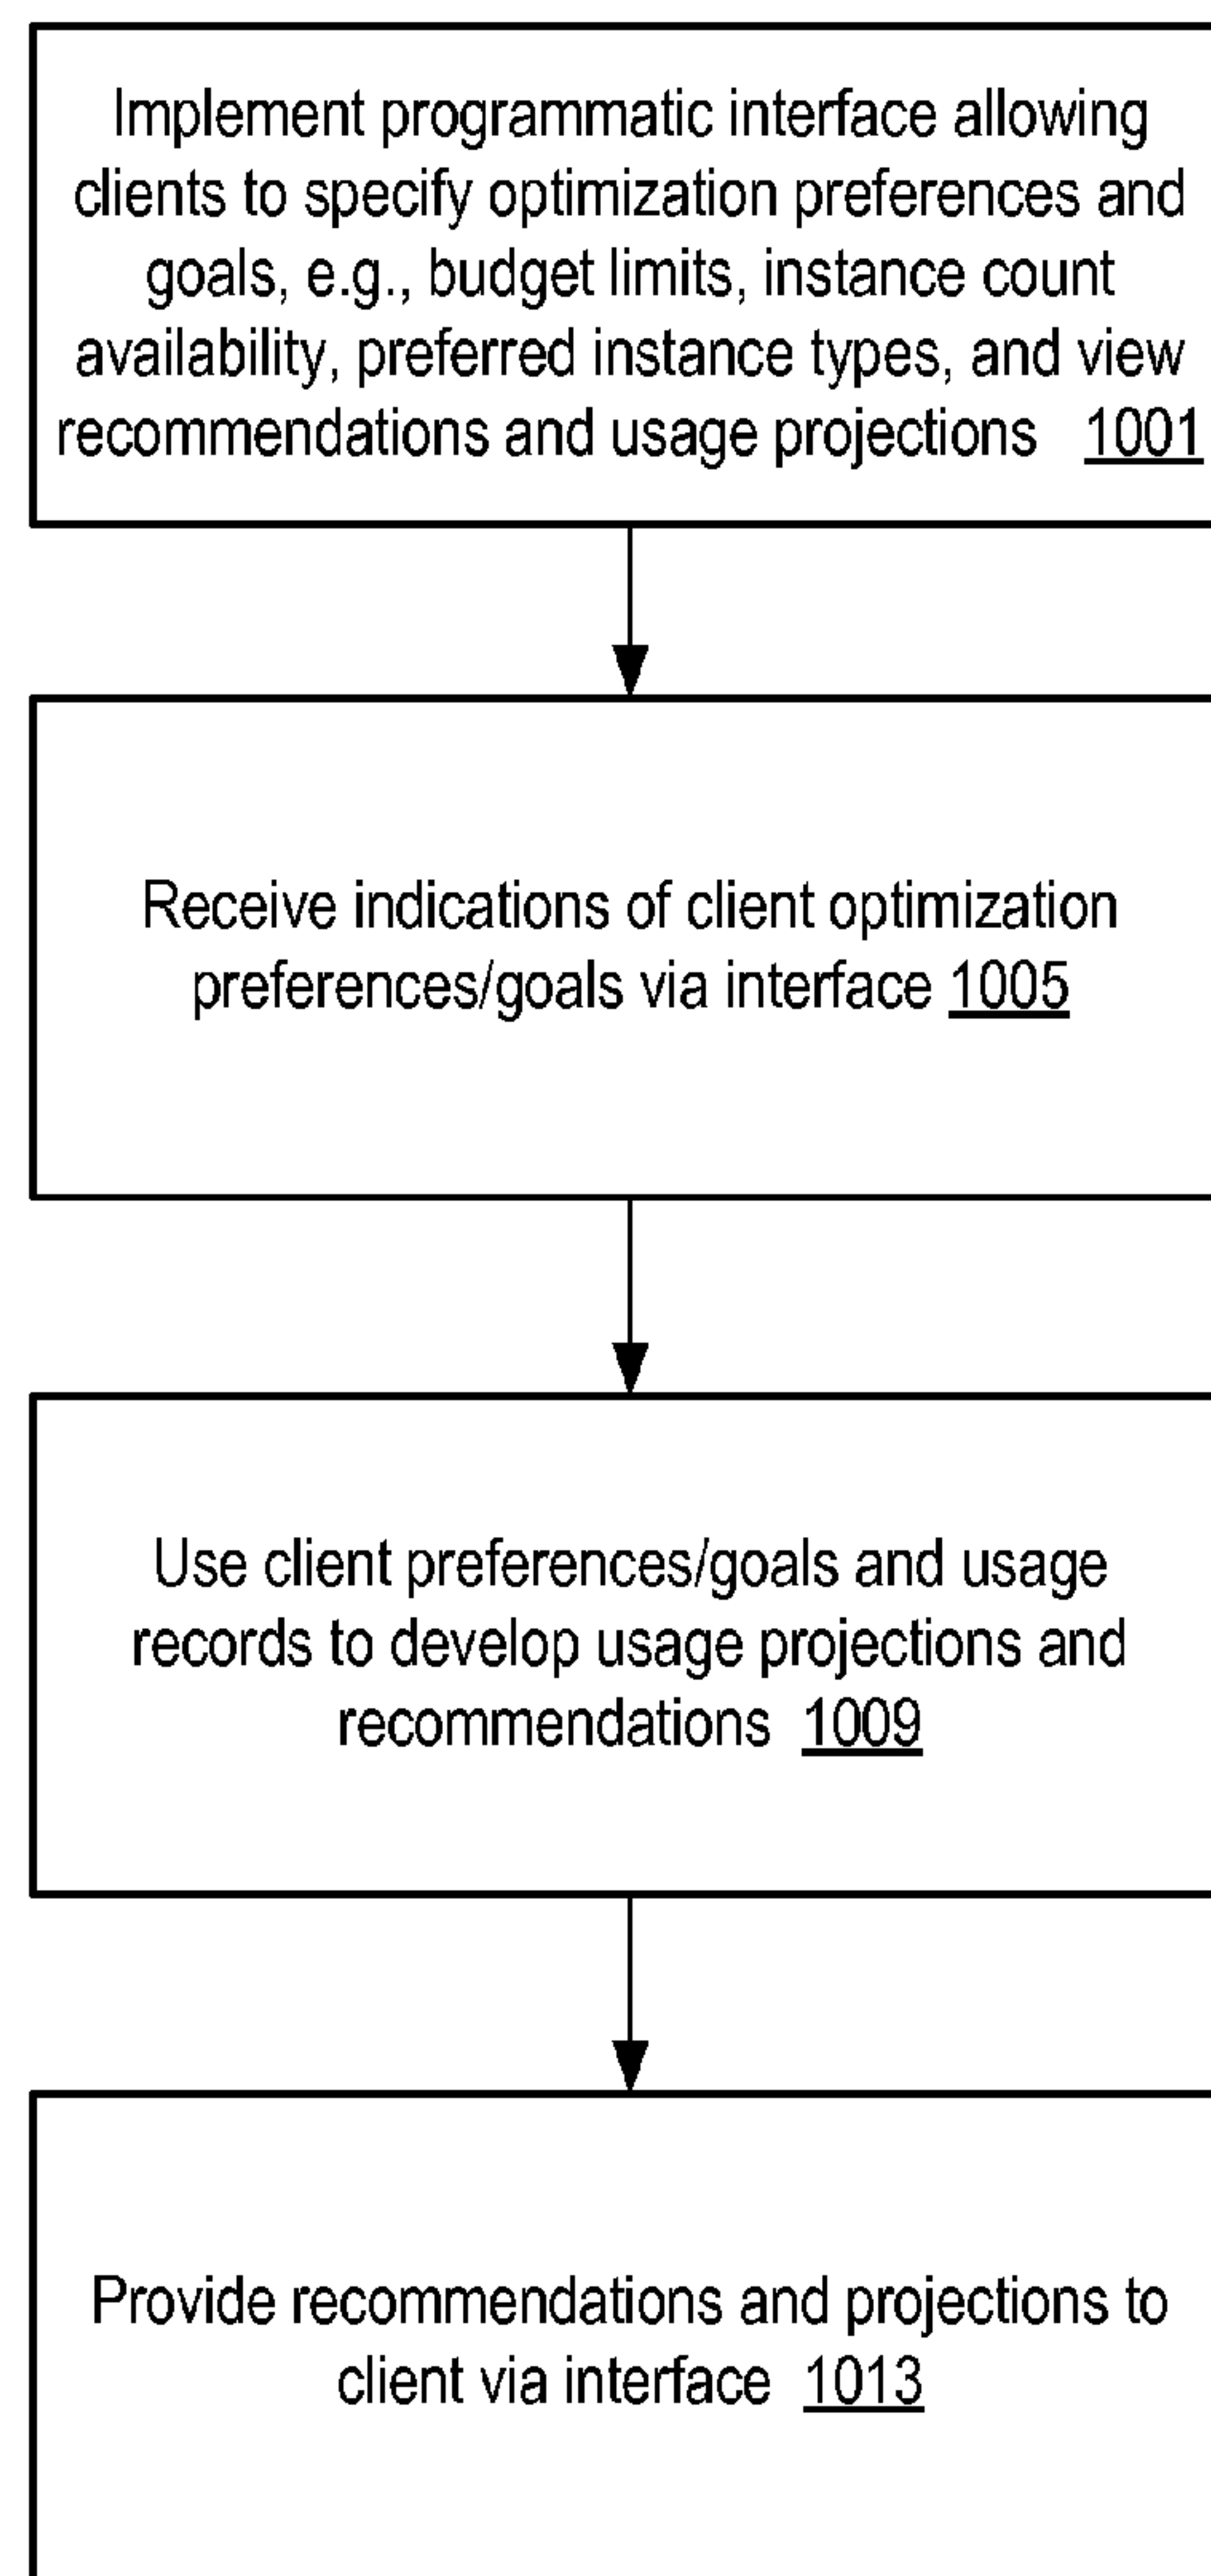 Implement programmatic interface allowing
clients to specify optimization preferences and
goals, e.g., budget limits, instance count
availability, preferred instance types, and view
recommendations and usage projections 1001
Receive indications of client optimization
preferences/goals via interface 1005
Use client preferences/goals and usage
records to develop usage projections and
recommendations 1009
Provide recommendations and projections to
client via interface 1013